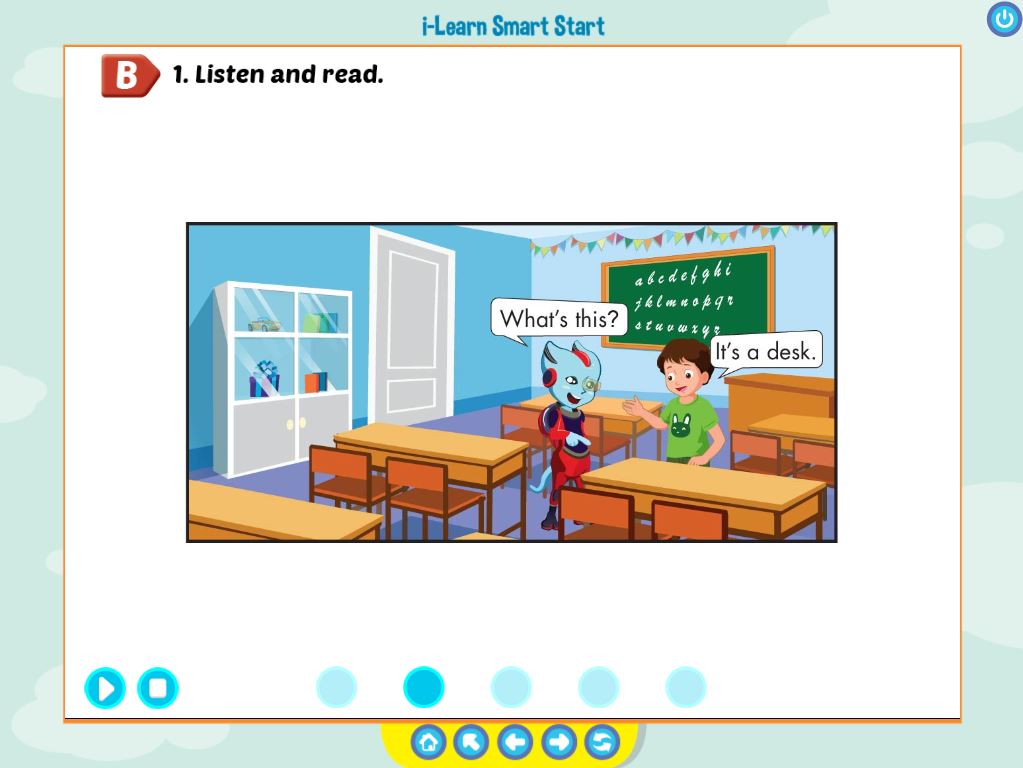 i-Learn Smart Start
B 1. Listen and read.
a b c d e f g h i
j k l m n o p q r
s t u v w x y z
What's this?
It's a desk.